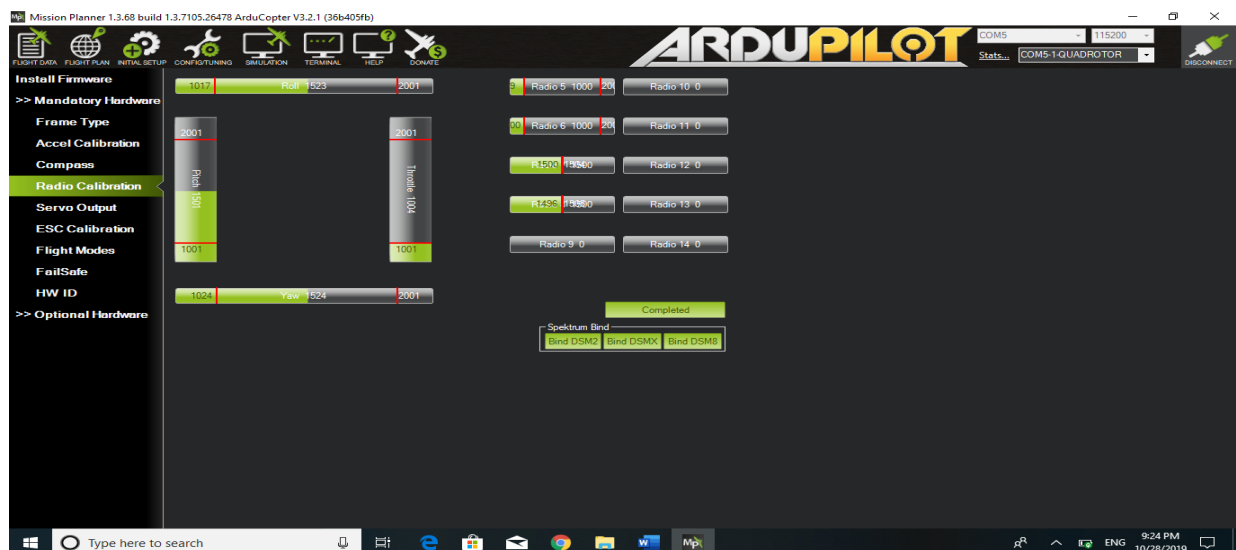 Mission Planner 1.3.68 build 1.3.7105.26478 ArduCopter V3.2.1 (36b405fb)
FLIGHT DATA FLIGHT PLAN INITIAL SETUP CONFIG/TUNING SIMULATION TERMINAL HELP DONATE
ARDUPILOT
COM5 115200
Stats... COM5-1-QUADROTOR
DISCONNECT
Install Firmware
>> Mandatory Hardware
Frame Type
Accel Calibration
Compass
Radio Calibration
Servo Output
ESC Calibration
Flight Modes
FailSafe
HW ID
>> Optional Hardware
1017 Roll 1523 2001
2001
Pitch 1501
1001
2001
Throttle 1004
1001
1024 Yaw 1524 2001
Radio 5 1000
Radio 10 0
Radio 6 1000
Radio 11 0
1500
Radio 12 0
1496
Radio 13 0
Radio 9 0
Radio 14 0
Completed
Spektrum Bind
Bind DSM2 Bind DSMX Bind DSM8
Type here to search
ENG
9:24 PM
10/28/2019